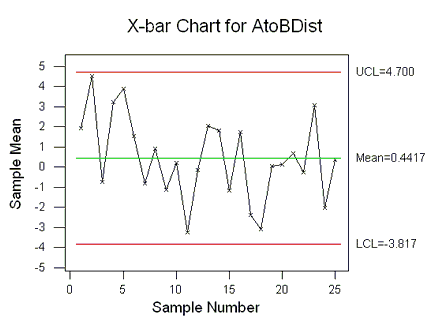 X-bar Chart for AtoBDist
5
4
3
2
1
0
-1
-2
-3
-4
-5
Sample Mean
UCL=4.700
Mean=0.4417
LCL=-3.817
0 5 10 15 20 25
Sample Number